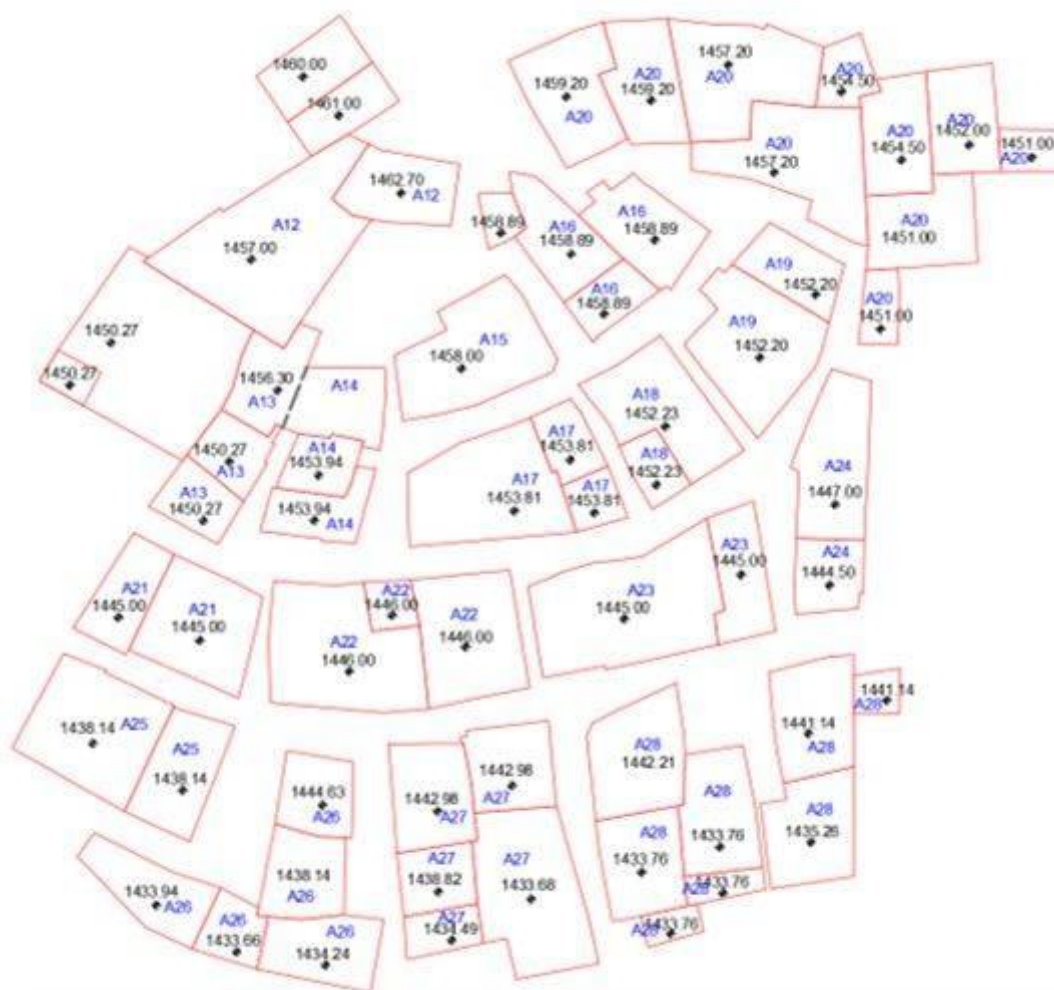 1460.00
1461.00
1459.20
A20
A20
1459.20
1457.20
A20
A20
1454.50
A20
1457.20
A20
1454.50
A20
1452.00
1451.00
A20
A20
1451.00
A20
1451.00
1462.70
A12
A12
1457.00
1458.89
A16
1458.89
A16
1458.89
A16
1458.89
A19
1452.20
A19
1452.20
1450.27
1450.27
1456.30
A13
A14
A15
1458.00
1450.27
A13
A13
1450.27
A14
1453.94
1453.94
A14
A17
1453.81
A17
1453.81
A17
1453.81
A18
1452.23
A18
1452.23
A24
1447.00
A24
1444.50
A21
1445.00
A21
1445.00
A22
1446.00
A22
1446.00
A22
1446.00
A23
1445.00
A23
1445.00
1438.14
A25
A25
1438.14
1444.63
A26
1438.14
A26
1433.94
A26
A26
1433.66
A26
1434.24
1442.98
A27
1442.98
A27
A27
1438.82
A27
1433.68
A27
1434.49
A28
1442.21
A28
1433.76
A28
1433.76
A28
1433.76
A28
1433.76
1441.14
A28
1441.14
A28
A28
1435.26